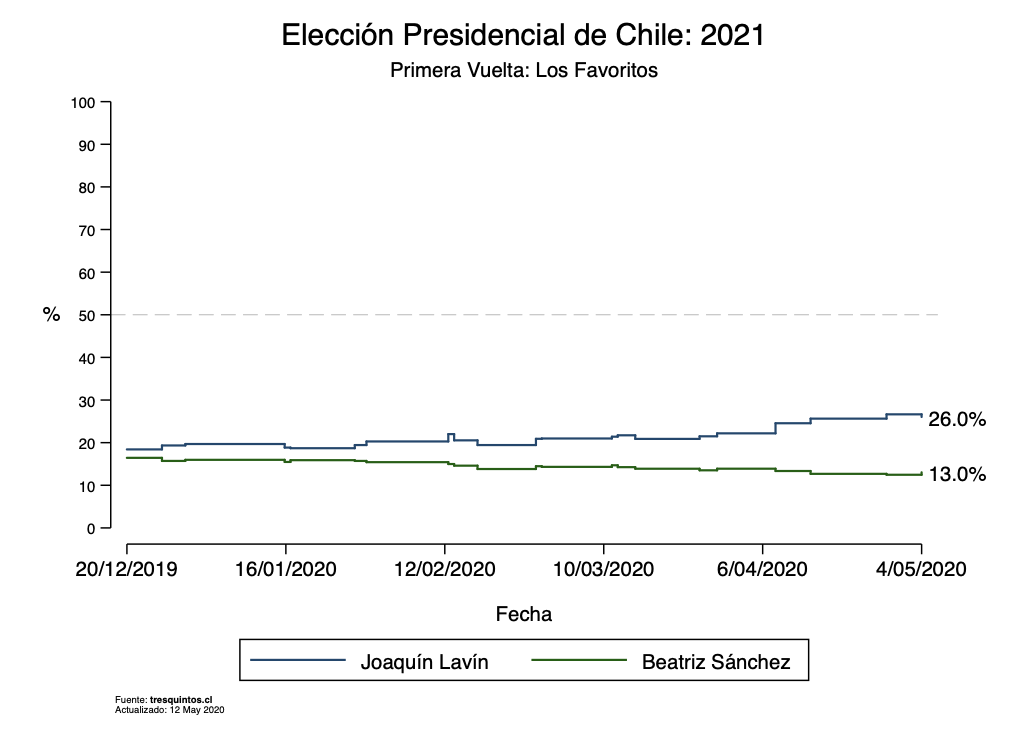 Elección Presidencial de Chile: 2021
Primera Vuelta: Los Favoritos
100
90
80
70
60
% 50
40
30
26.0%
20
13.0%
10
0
20/12/2019 16/01/2020 12/02/2020 10/03/2020 6/04/2020 4/05/2020
Fecha
Joaquín Lavín Beatriz Sánchez
Fuente: tresquintos.cl
Actualizado: 12 May 2020